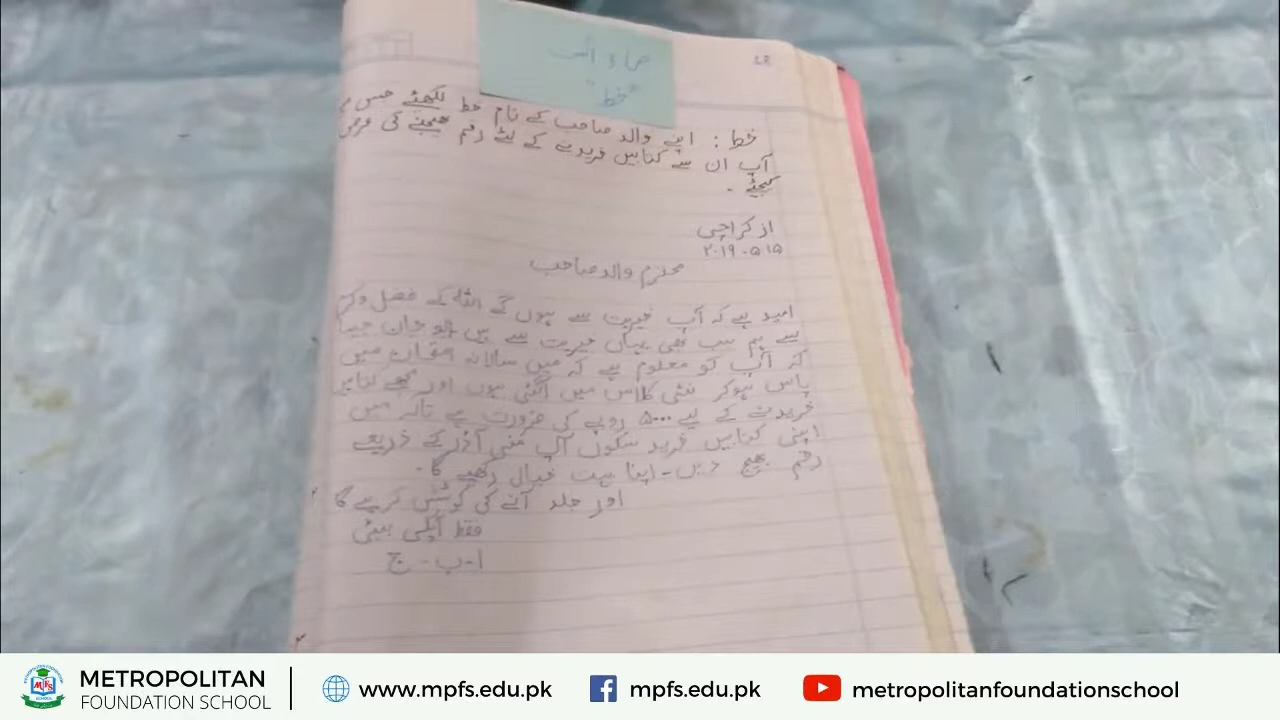 خط
خط : اپنے والد صاحب کے نام خط لکھئے جس م
آپ ان سے کتابیں خریدنے کے لئے رقم بھیجنے کی عرض
کیجئے ۔
از کراچی
۱۵ ۵ ۔ ۲۰۱۹
محترم والد صاحب
امید ہے کہ آپ خیریت سے ہوں گے اللہ کے فضل وکرم
سے ہم سب بھی یہاں خیریت سے ہیں ابو جان جیسا
کہ آپ کو معلوم ہے کہ میں سالانہ امتحان میں
پاس ہوکر نئی کلاس میں آگئی ہوں اور مجھے کتابیں
خریدنے کے لیے ۵۰۰۰ روپے کی ضرورت ہے تاکہ میں
اپنی کتابیں خرید سکوں آپ منی آڈر کے ذریعے
رقم بھیج دیں ۔ اپنا بہت خیال رکھیے گا ۔
اور جلد آنے کی کوشش کریے گا
فقط آپکی بیٹی
ا - ب - ج
METROPOLITAN
FOUNDATION SCHOOL
www.mpfs.edu.pk
mpfs.edu.pk
metropolitanfoundationschool